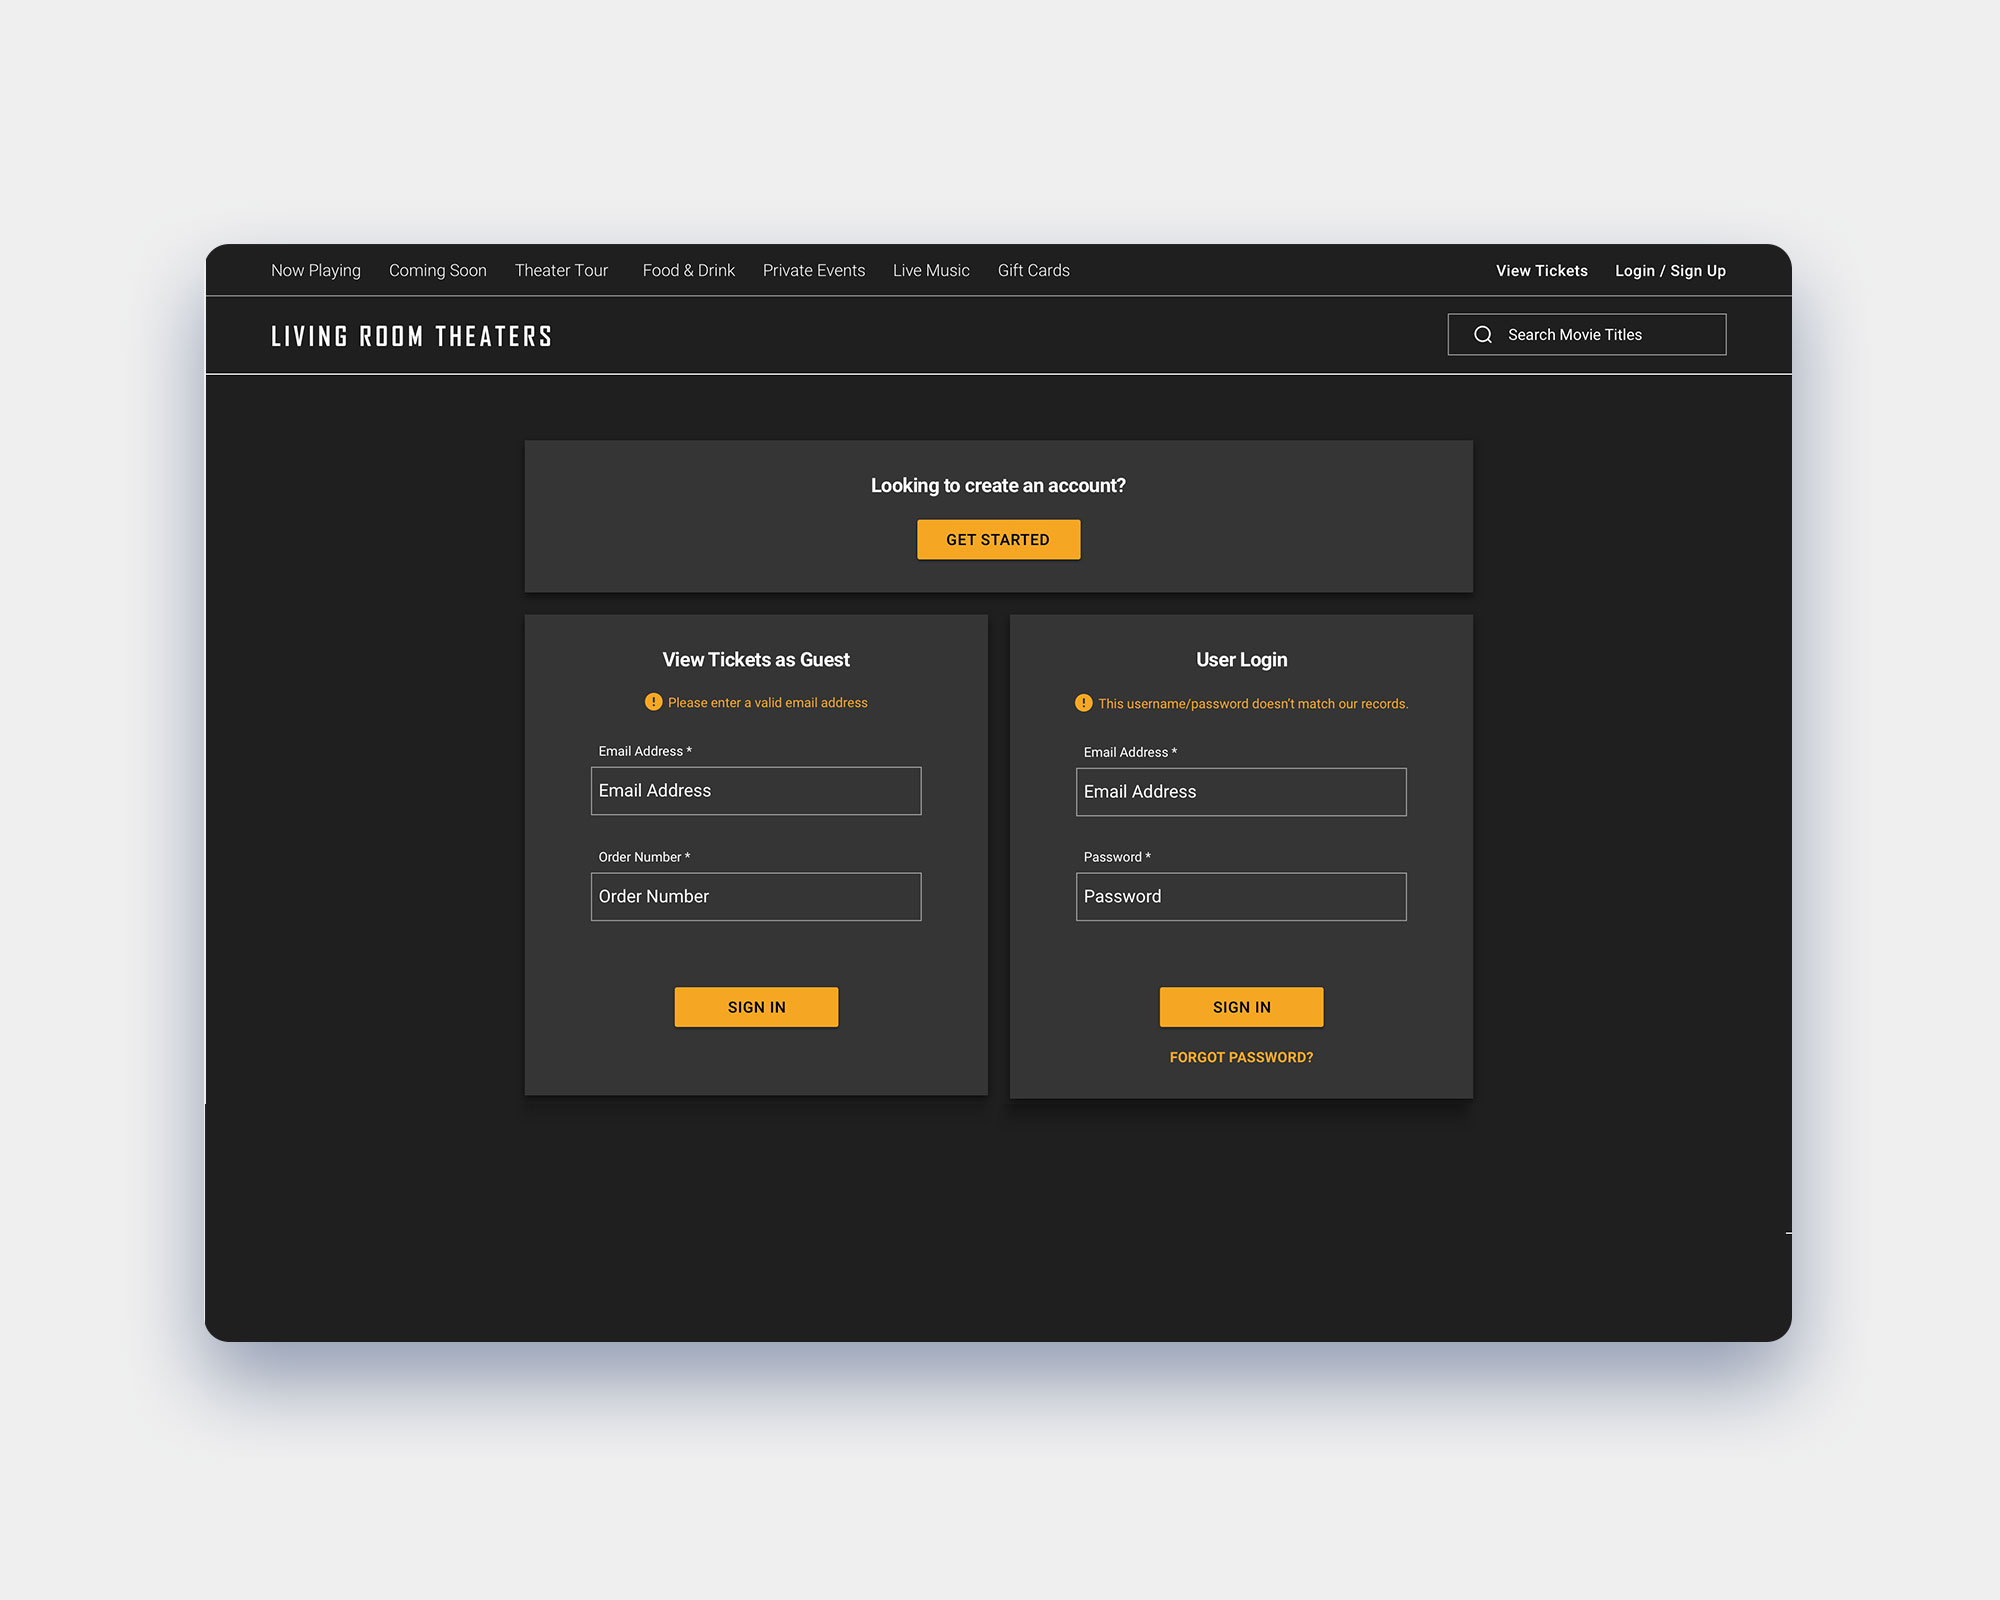 Now Playing Coming Soon Theater Tour Food & Drink Private Events Live Music Gift Cards View Tickets Login / Sign Up
LIVING ROOM THEATERS Search Movie Titles
Looking to create an account?
GET STARTED
View Tickets as Guest
! Please enter a valid email address
Email Address *
Email Address
Order Number *
Order Number
SIGN IN
User Login
! This username/password doesn't match our records.
Email Address *
Email Address
Password *
Password
SIGN IN
FORGOT PASSWORD?